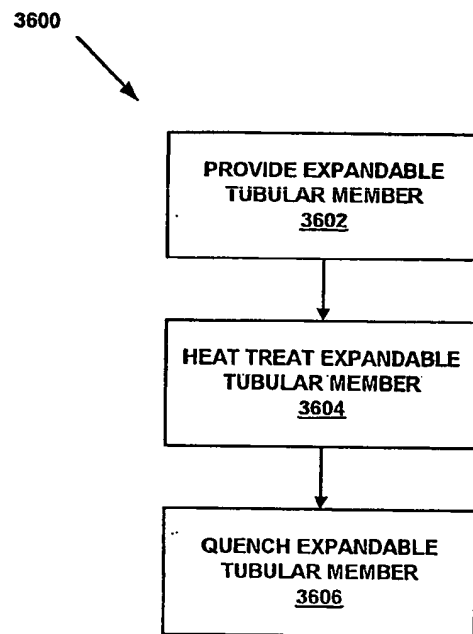 3600
PROVIDE EXPANDABLE
TUBULAR MEMBER
3602
HEAT TREAT EXPANDABLE
TUBULAR MEMBER
3604
QUENCH EXPANDABLE
TUBULAR MEMBER
3606